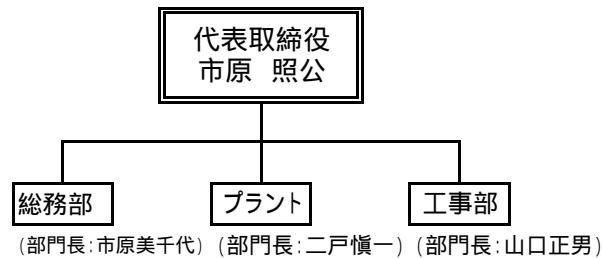 代表取締役
市原 照公
総務部 プラント 工事部
(部門長:市原美千代) (部門長:二戸愼一) (部門長:山口正男)